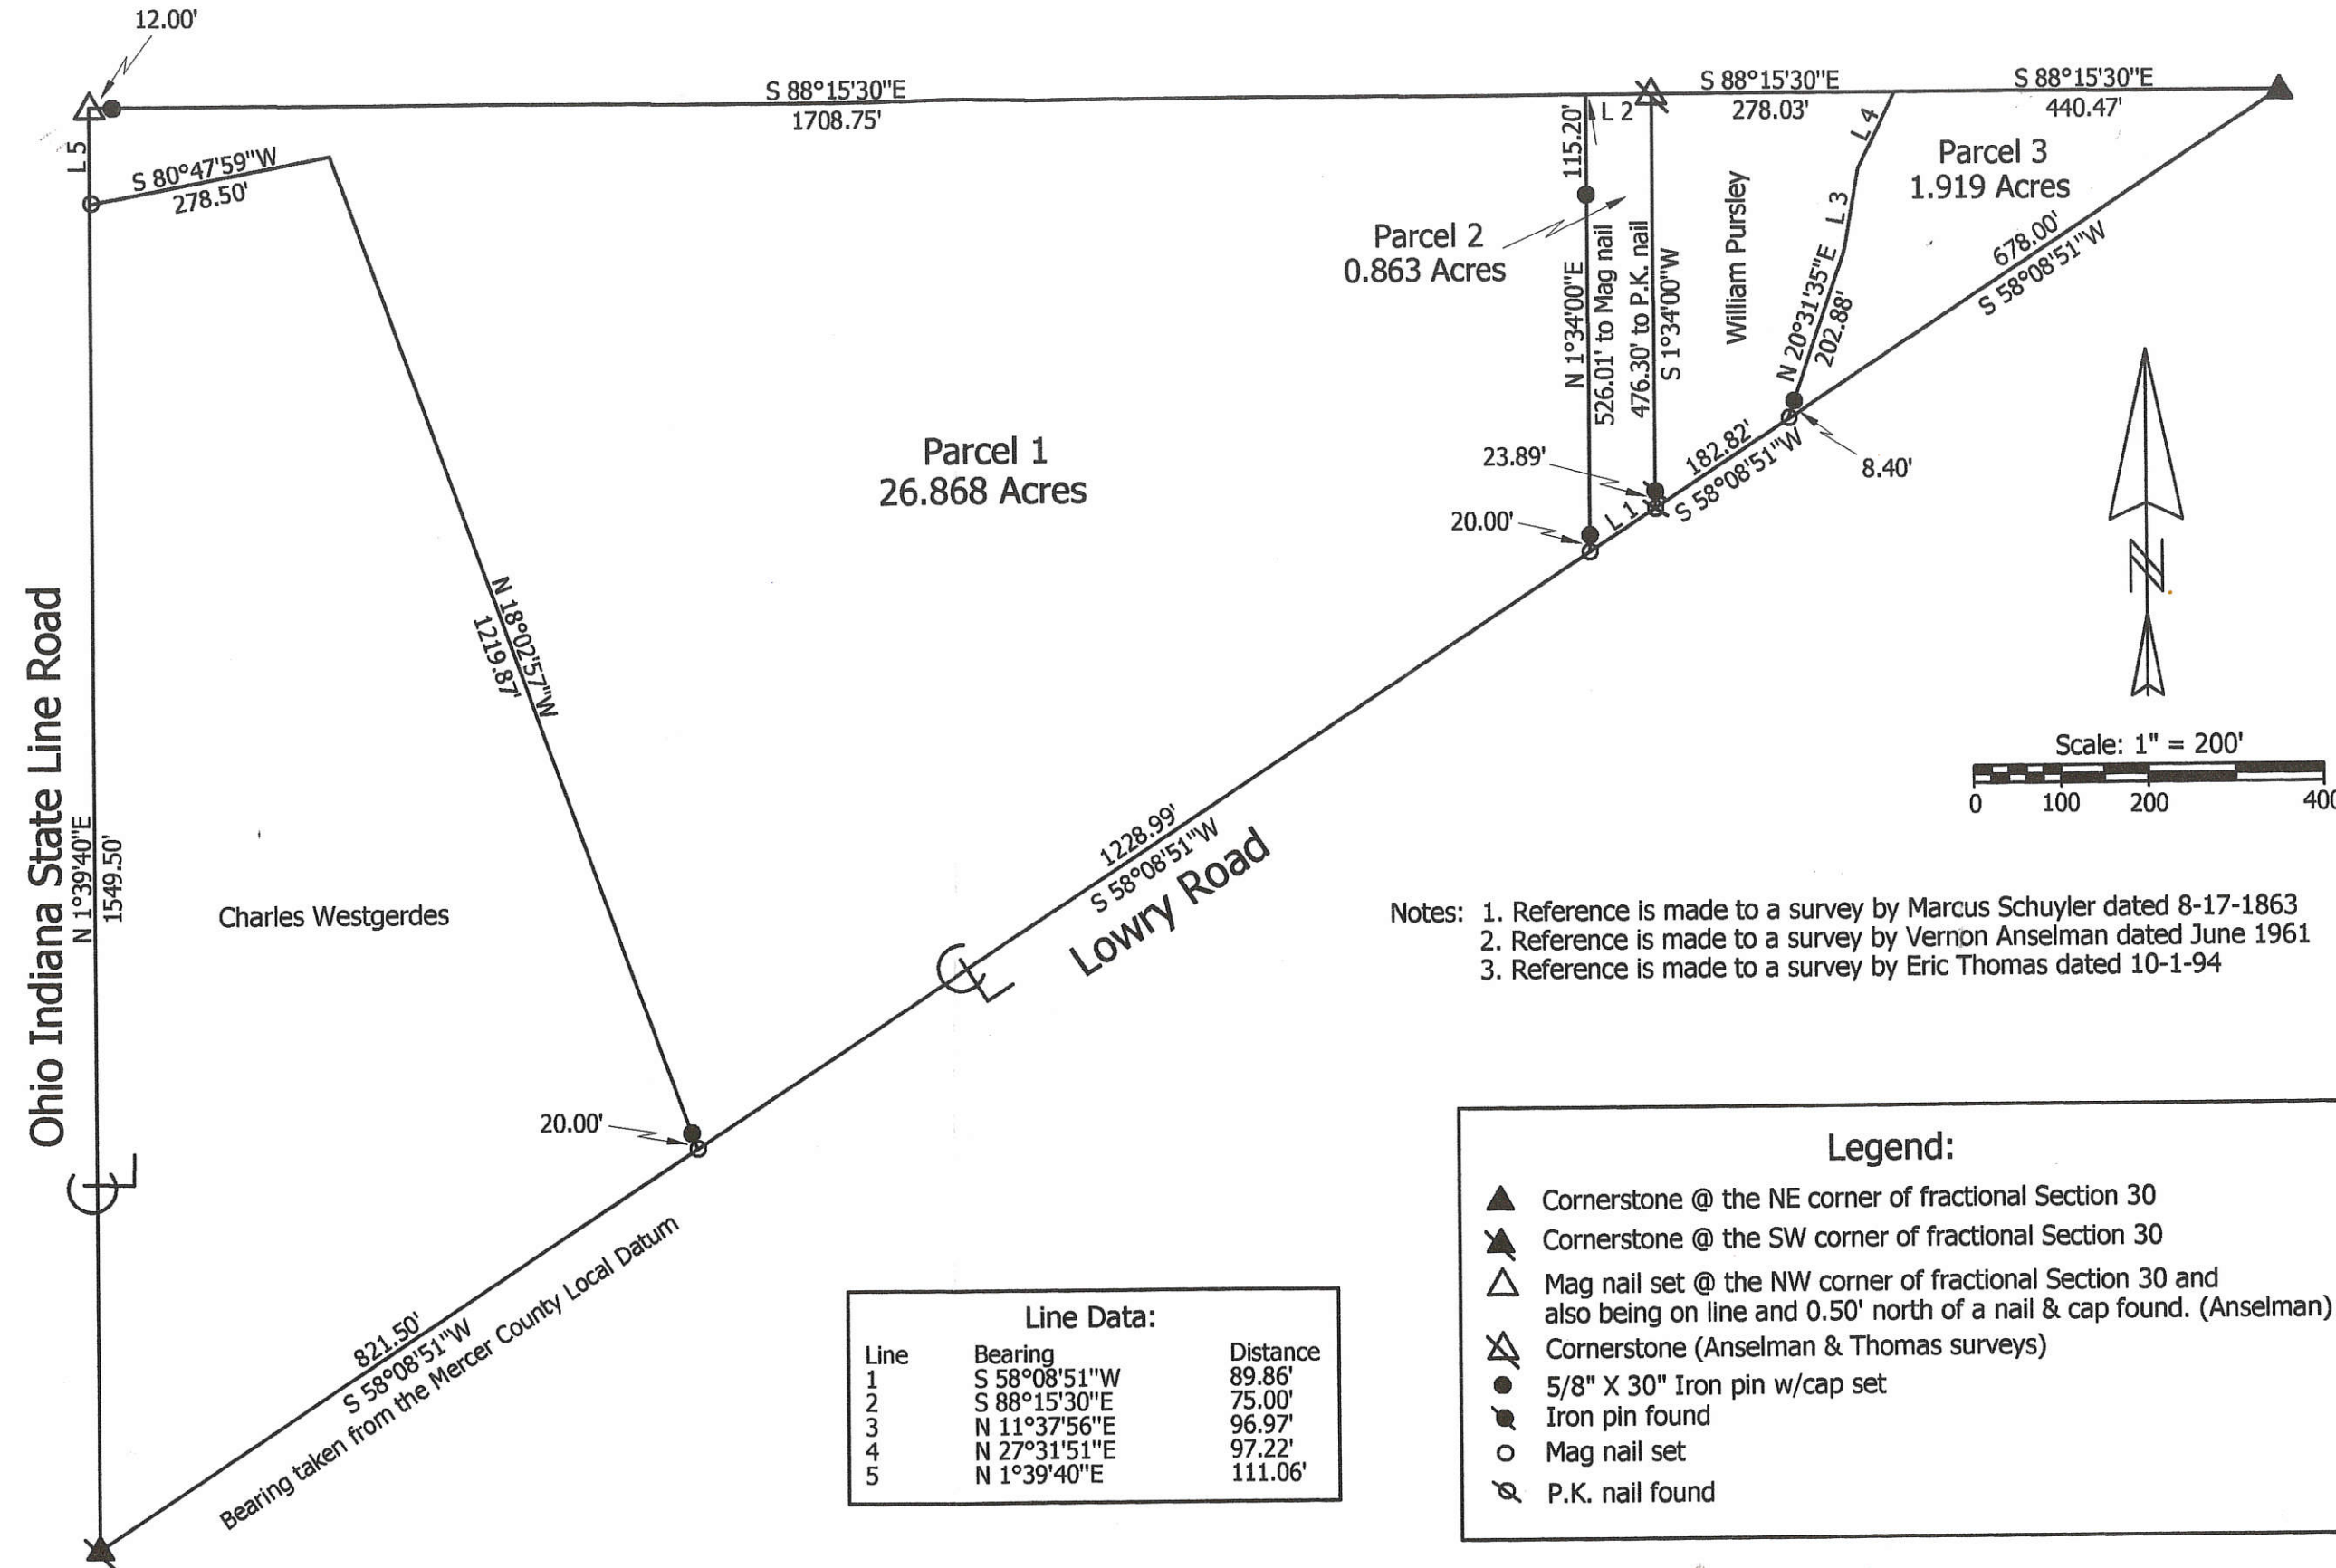 12.00'
S 88°15'30"E
1708.75'
S 88°15'30"E
278.03'
S 88°15'30"E
440.47'
L 5
S 80°47'59"W
278.50'
115.20'
L 2
L 4
Parcel 3
1.919 Acres
L 3
Parcel 2
0.863 Acres
N 1°34'00"E
526.01' to Mag nail
476.30' to P.K. nail
S 1°34'00"W
William Pursley
N 20°31'35"E
202.88'
678.00'
S 58°08'51"W
Parcel 1
26.868 Acres
23.89'
20.00'
L 1
182.82'
S 58°08'51"W
8.40'
N
N 18°02'57"W
1219.87'
Scale: 1" = 200'
0 100 200 400
Ohio Indiana State Line Road
N 1°39'40"E
1549.50'
Charles Westgerdes
1228.99'
S 58°08'51"W
Lowry Road
CL
Notes: 1. Reference is made to a survey by Marcus Schuyler dated 8-17-1863
2. Reference is made to a survey by Vernon Anselman dated June 1961
3. Reference is made to a survey by Eric Thomas dated 10-1-94
20.00'
CL
821.50'
S 58°08'51"W
Bearing taken from the Mercer County Local Datum
Line Data:
Line Bearing Distance
1 S 58°08'51"W 89.86'
2 S 88°15'30"E 75.00'
3 N 11°37'56"E 96.97'
4 N 27°31'51"E 97.22'
5 N 1°39'40"E 111.06'
Legend:
Cornerstone @ the NE corner of fractional Section 30
Cornerstone @ the SW corner of fractional Section 30
Mag nail set @ the NW corner of fractional Section 30 and
also being on line and 0.50' north of a nail & cap found. (Anselman)
Cornerstone (Anselman & Thomas surveys)
5/8" X 30" Iron pin w/cap set
Iron pin found
Mag nail set
P.K. nail found